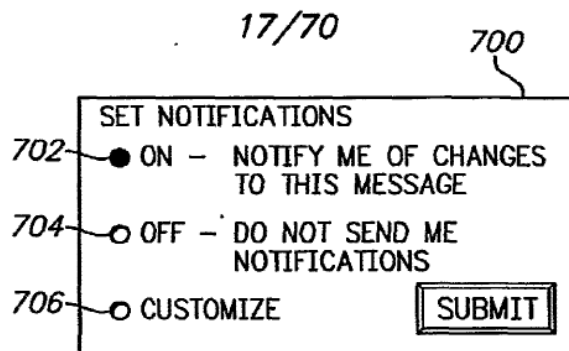 17/70
700
SET NOTIFICATIONS
702 ON - NOTIFY ME OF CHANGES
TO THIS MESSAGE
704 OFF - DO NOT SEND ME
NOTIFICATIONS
706 CUSTOMIZE SUBMIT